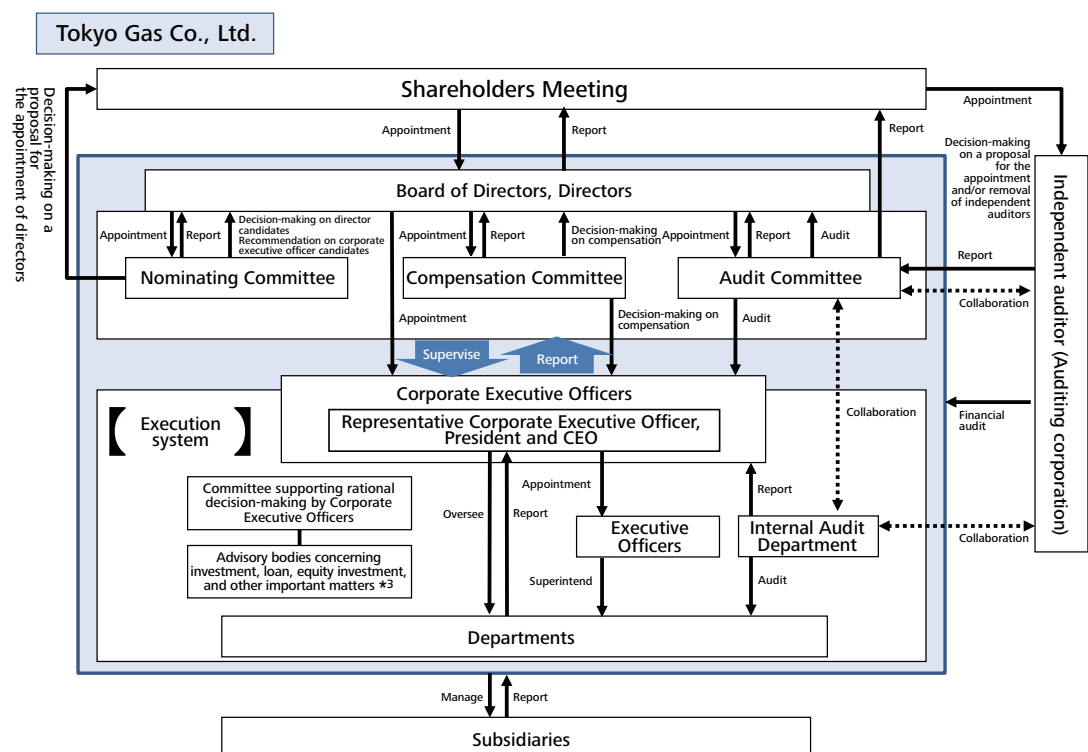 Tokyo Gas Co., Ltd.
Shareholders Meeting
Decision-making on a
proposal for
the appointment of directors
Appointment
Report
Report
Appointment
Decision-making
on a proposal
for the
appointment
and/or removal
of independent
auditors
Independent auditor (Auditing corporation)
Board of Directors, Directors
Appointment
Report
Decision-making on director
candidates
Recommendation on corporate
executive officer candidates
Appointment
Report
Decision-making
on compensation
Appointment
Report
Audit
Nominating Committee
Compensation Committee
Audit Committee
Report
Collaboration
Appointment
Decision-making on
compensation
Audit
Supervise
Report
Corporate Executive Officers
Representative Corporate Executive Officer,
President and CEO
【 Execution
system 】
Collaboration
Financial
audit
Committee supporting rational
decision-making by Corporate
Executive Officers
Advisory bodies concerning
investment, loan, equity investment,
and other important matters *3
Oversee
Report
Appointment
Executive
Officers
Superintend
Report
Internal Audit
Department
Audit
Collaboration
Departments
Manage
Report
Subsidiaries